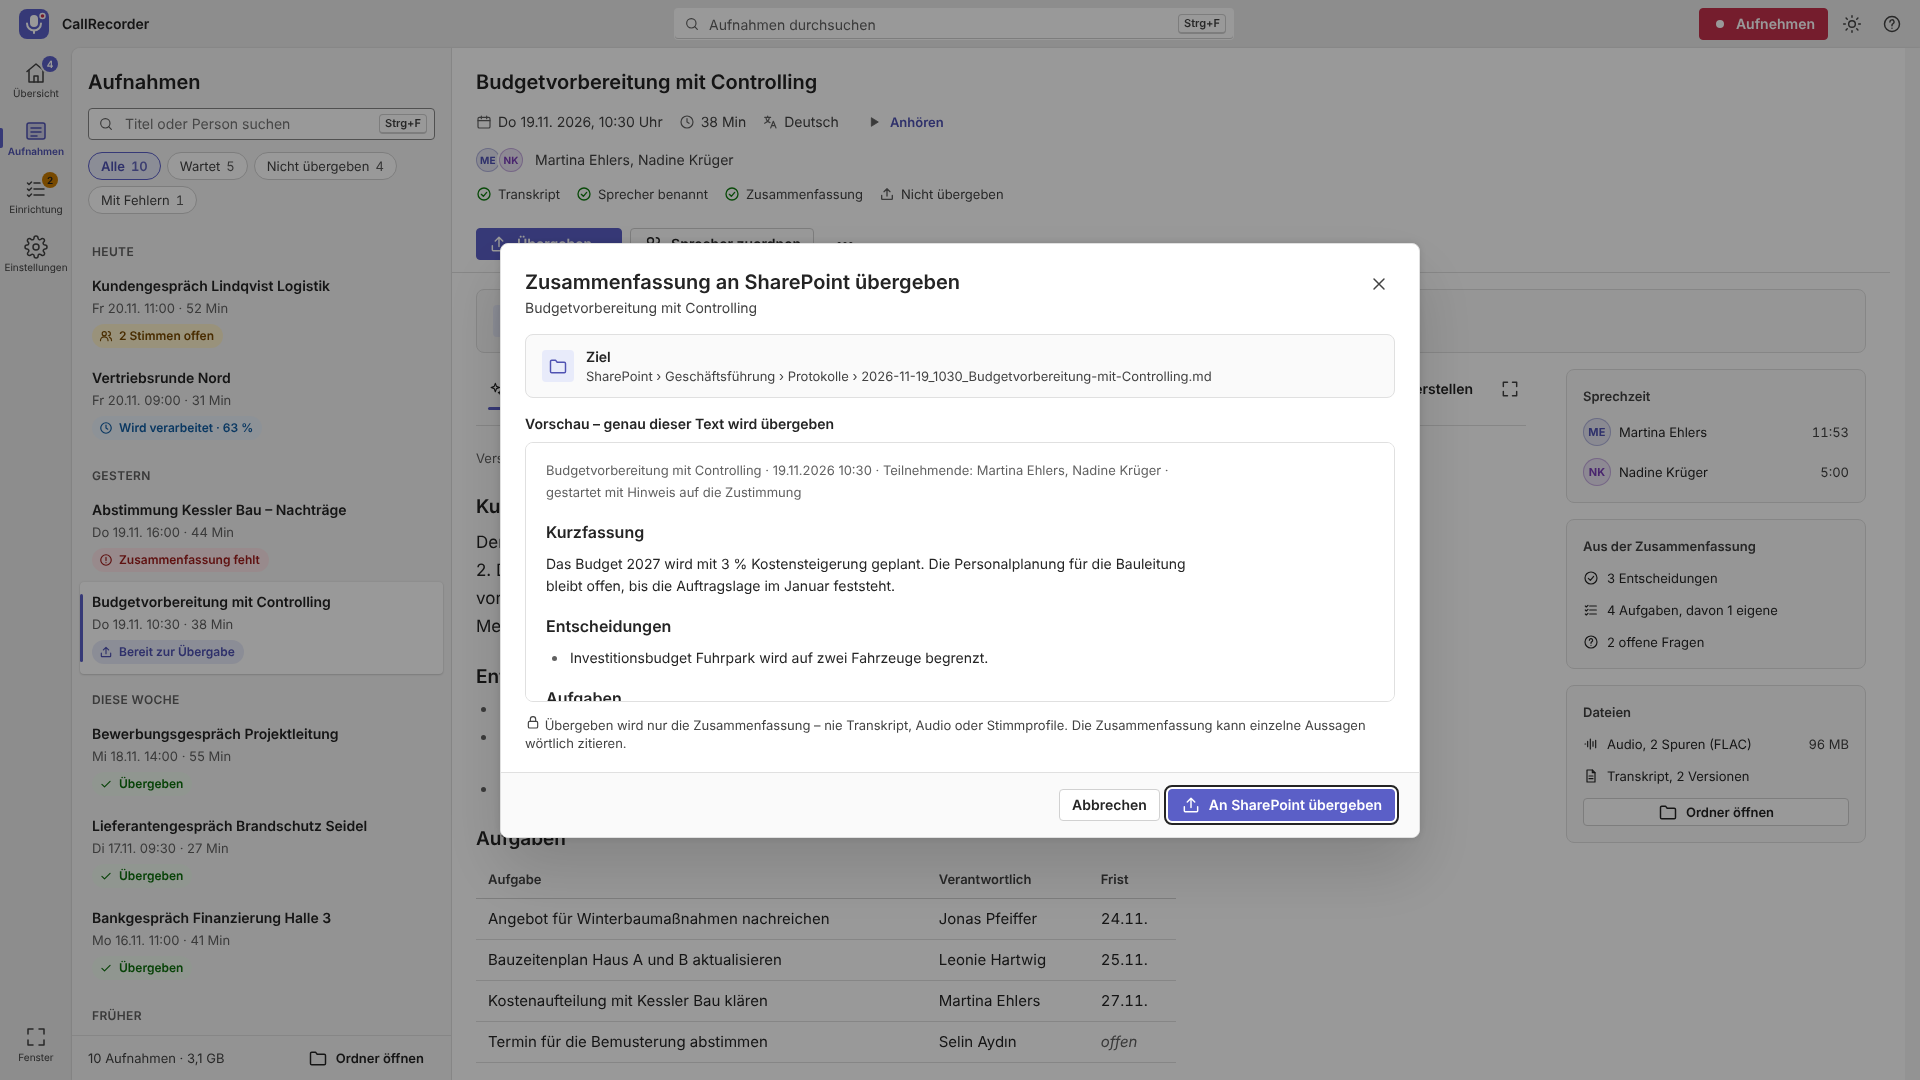 CallRecorder
Aufnahmen durchsuchen
Strg+F
Aufnehmen
4
Übersicht
Aufnahmen
2
Einrichtung
Einstellungen
Fenster
Aufnahmen
Titel oder Person suchen
Strg+F
Alle 10
Wartet 5
Nicht übergeben 4
Mit Fehlern 1
HEUTE
Kundengespräch Lindqvist Logistik
Fr 20.11. 11:00 · 52 Min
2 Stimmen offen
Vertriebsrunde Nord
Fr 20.11. 09:00 · 31 Min
Wird verarbeitet · 63 %
GESTERN
Abstimmung Kessler Bau – Nachträge
Do 19.11. 16:00 · 44 Min
Zusammenfassung fehlt
Budgetvorbereitung mit Controlling
Do 19.11. 10:30 · 38 Min
Bereit zur Übergabe
DIESE WOCHE
Bewerbungsgespräch Projektleitung
Mi 18.11. 14:00 · 55 Min
Übergeben
Lieferantengespräch Brandschutz Seidel
Di 17.11. 09:30 · 27 Min
Übergeben
Bankgespräch Finanzierung Halle 3
Mo 16.11. 11:00 · 41 Min
Übergeben
FRÜHER
10 Aufnahmen · 3,1 GB
Ordner öffnen
Budgetvorbereitung mit Controlling
Do 19.11. 2026, 10:30 Uhr
38 Min
Deutsch
Anhören
ME
NK
Martina Ehlers, Nadine Krüger
Transkript
Sprecher benannt
Zusammenfassung
Nicht übergeben
Übergeben
Sprecher zuordnen
Zusammenfassung an SharePoint übergeben
Budgetvorbereitung mit Controlling
Ziel
SharePoint › Geschäftsführung › Protokolle › 2026-11-19_1030_Budgetvorbereitung-mit-Controlling.md
Vorschau – genau dieser Text wird übergeben
Budgetvorbereitung mit Controlling · 19.11.2026 10:30 · Teilnehmende: Martina Ehlers, Nadine Krüger ·
gestartet mit Hinweis auf die Zustimmung
Kurzfassung
Das Budget 2027 wird mit 3 % Kostensteigerung geplant. Die Personalplanung für die Bauleitung
bleibt offen, bis die Auftragslage im Januar feststeht.
Entscheidungen
Investitionsbudget Fuhrpark wird auf zwei Fahrzeuge begrenzt.
Aufgaben
Übergeben wird nur die Zusammenfassung – nie Transkript, Audio oder Stimmprofile. Die Zusammenfassung kann einzelne Aussagen
wörtlich zitieren.
Abbrechen
An SharePoint übergeben
Aufgaben
Aufgabe
Verantwortlich
Frist
Angebot für Winterbaumaßnahmen nachreichen
Jonas Pfeiffer
24.11.
Bauzeitenplan Haus A und B aktualisieren
Leonie Hartwig
25.11.
Kostenaufteilung mit Kessler Bau klären
Martina Ehlers
27.11.
Termin für die Bemusterung abstimmen
Selin Aydın
offen
Sprechzeit
ME
Martina Ehlers
11:53
NK
Nadine Krüger
5:00
Aus der Zusammenfassung
3 Entscheidungen
4 Aufgaben, davon 1 eigene
2 offene Fragen
Dateien
Audio, 2 Spuren (FLAC)
96 MB
Transkript, 2 Versionen
Ordner öffnen